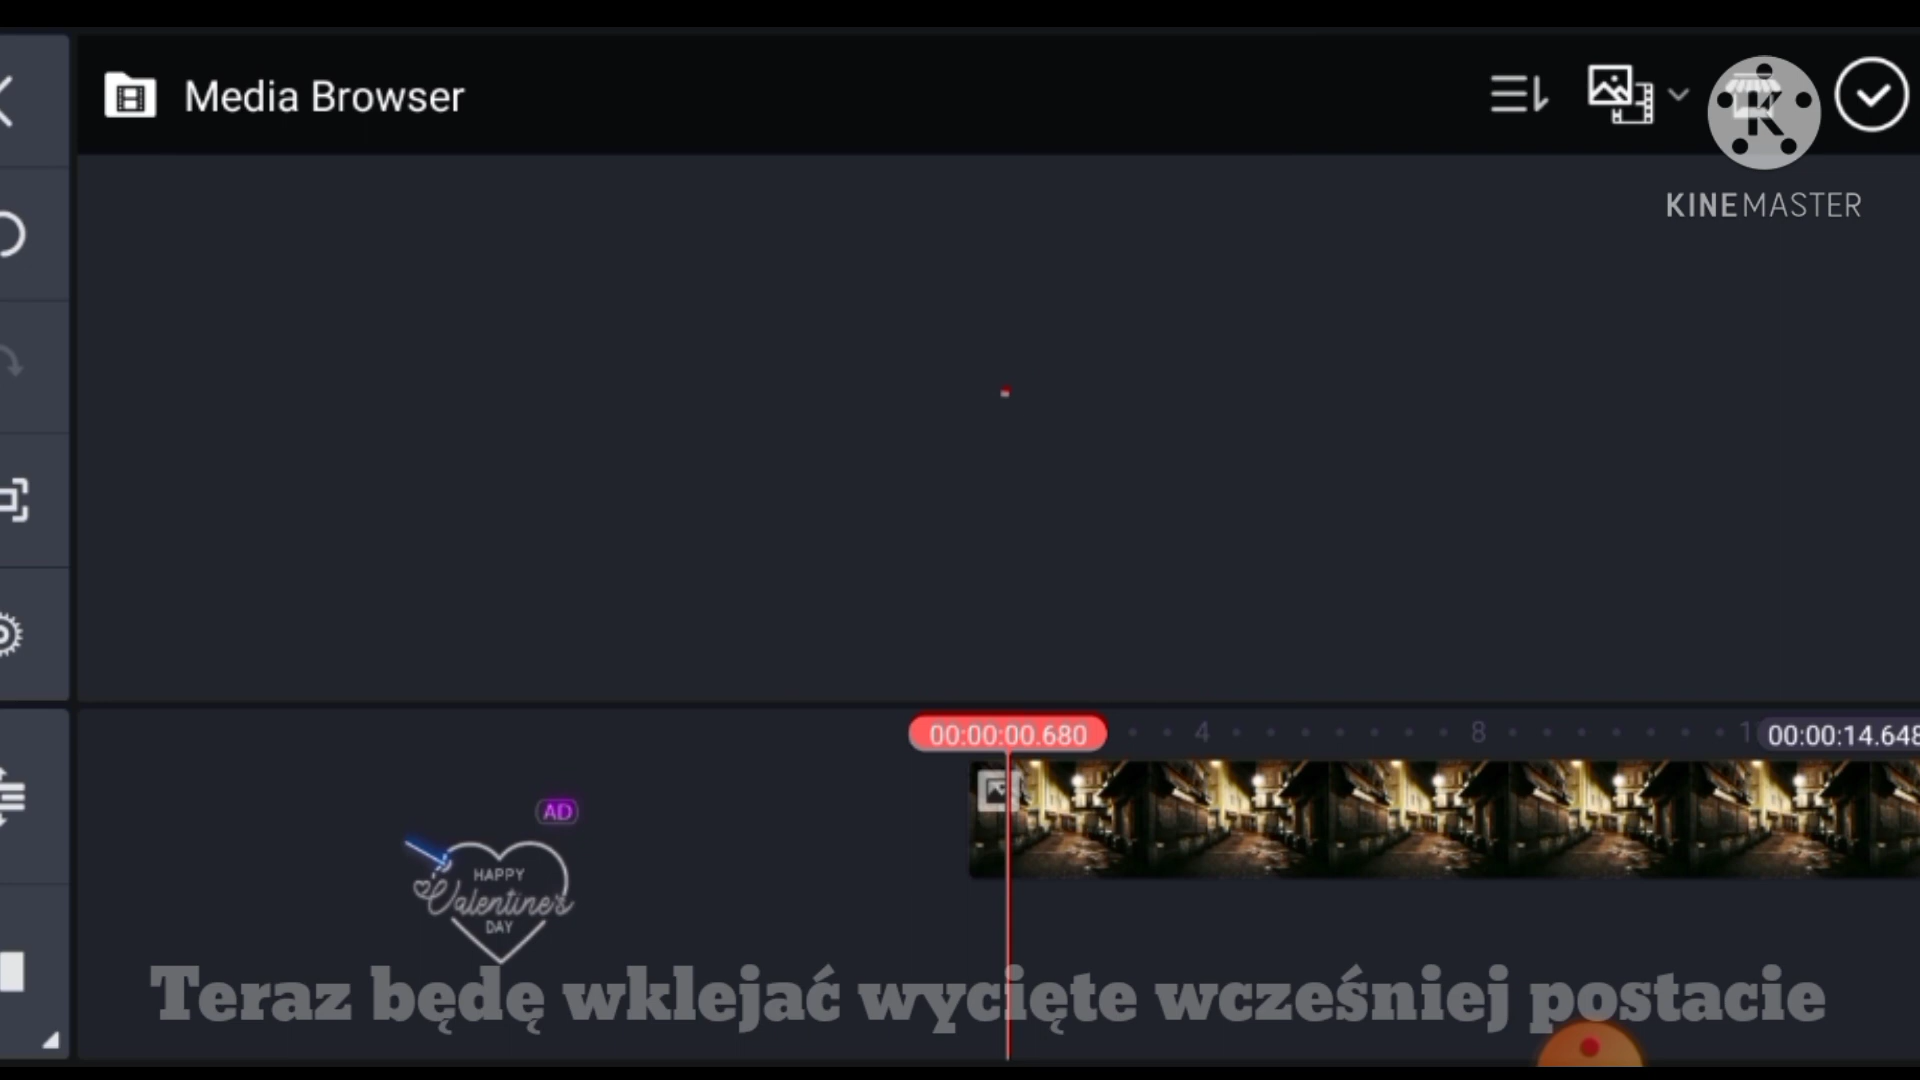 Media Browser
KINEMASTER
00:00:00.680
4
8
00:00:14.648
AD
HAPPY
Valentine's
DAY
Teraz będę wklejać wycięte wcześniej postacie